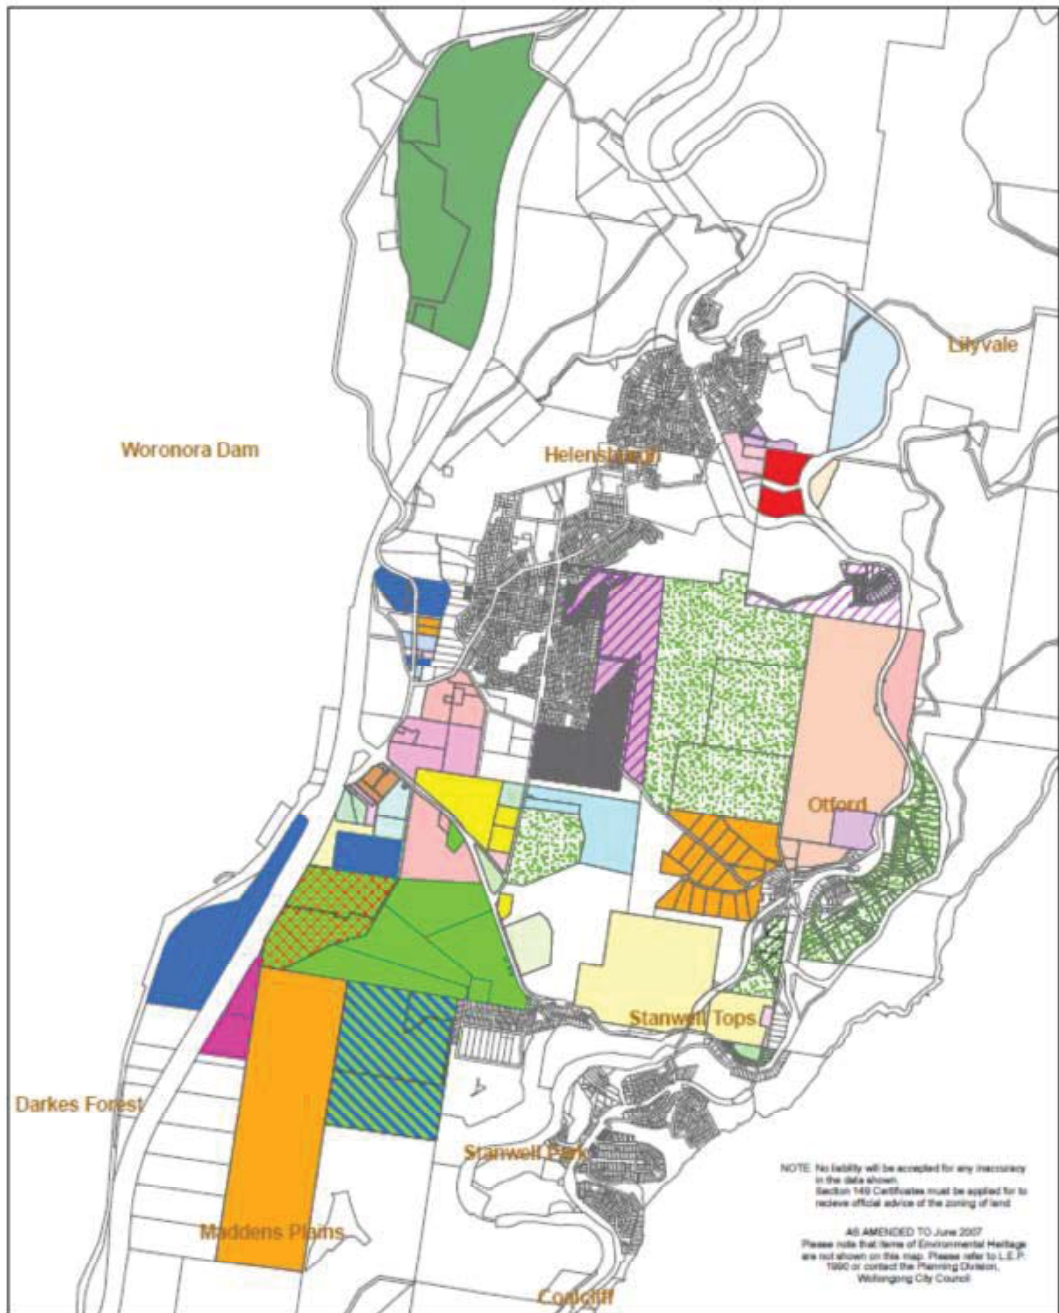 Lilyvale
Woronora Dam
Helensburgh
Otford
Stanwell Tops
Darkes Forest
Stanwell Park
Maddens Plains
Coalcliff
NOTE: No liability will be accepted for any inaccuracy
in the data shown.
Section 149 Certificates must be applied for to
recieve official advice of the zoning of land
AS AMENDED TO June 2007
Please note that items of Environmental Heritage
are not shown on this map. Please refer to L.E.P.
1990 or contact the Planning Division,
Wollongong City Council